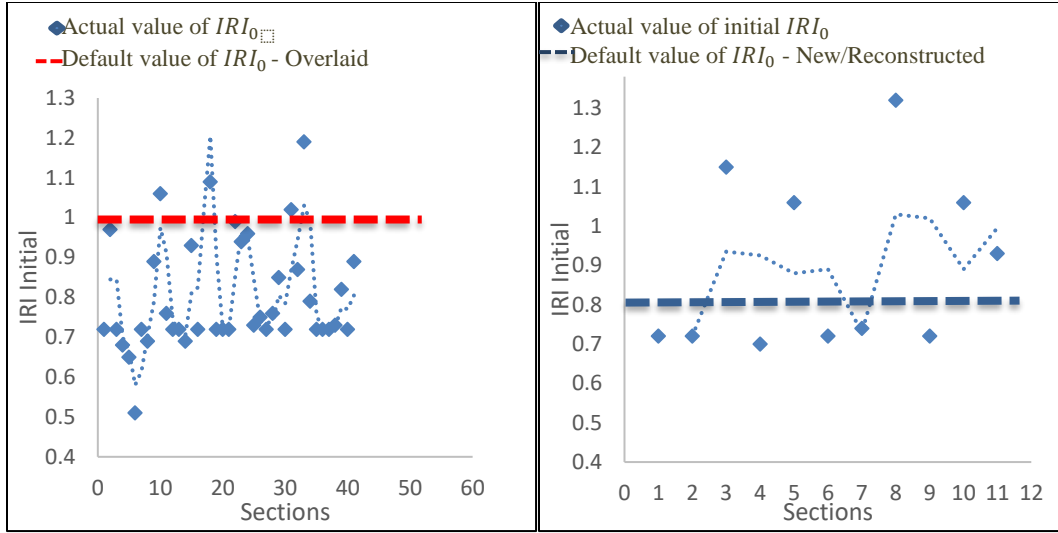 Actual value of 𝐼𝑅𝐼₀
Default value of 𝐼𝑅𝐼₀ - Overlaid
1.3
1.2
1.1
1
0.9
0.8
0.7
0.6
0.5
0.4
IRI Initial
0 10 20 30 40 50 60
Sections
Actual value of initial 𝐼𝑅𝐼₀
Default value of 𝐼𝑅𝐼₀ - New/Reconstructed
1.3
1.2
1.1
1
0.9
0.8
0.7
0.6
0.5
0.4
IRI Initial
0 1 2 3 4 5 6 7 8 9 10 11 12
Sections